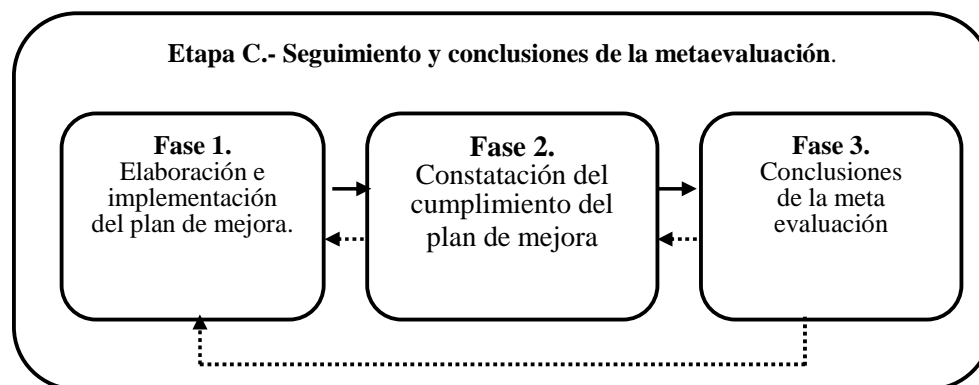 Etapa C.- Seguimiento y conclusiones de la metaevaluación.
Fase 1.
Elaboración e
implementación
del plan de mejora.
Fase 2.
Constatación del
cumplimiento del
plan de mejora
Fase 3.
Conclusiones
de la meta
evaluación